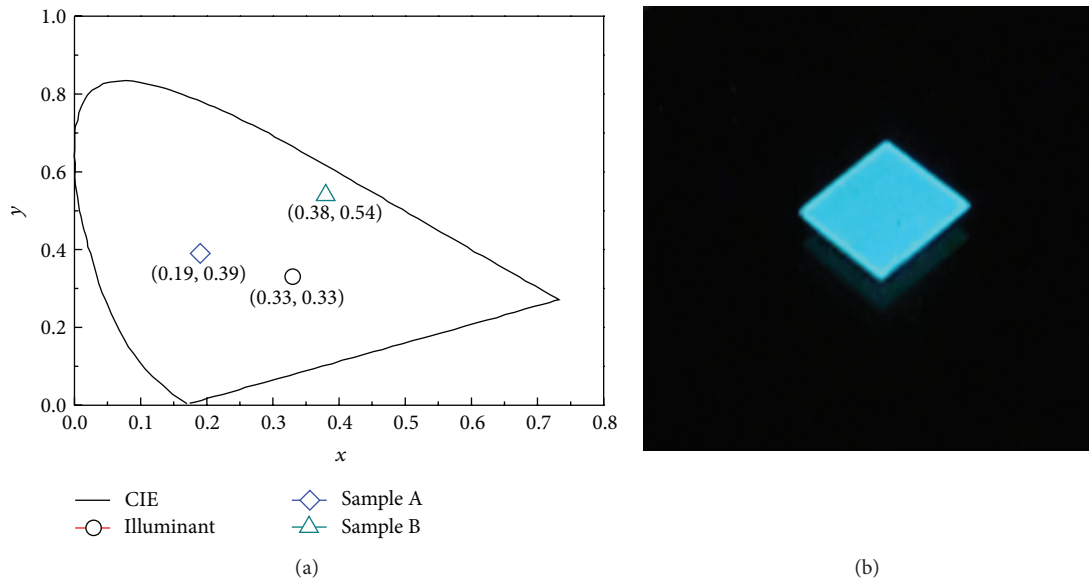 1.0
0.8
0.6
0.4
0.2
0.0
y
(0.38, 0.54)
(0.19, 0.39)
(0.33, 0.33)
0.0 0.1 0.2 0.3 0.4 0.5 0.6 0.7 0.8
x
CIE Sample A
Illuminant Sample B
(a) (b)